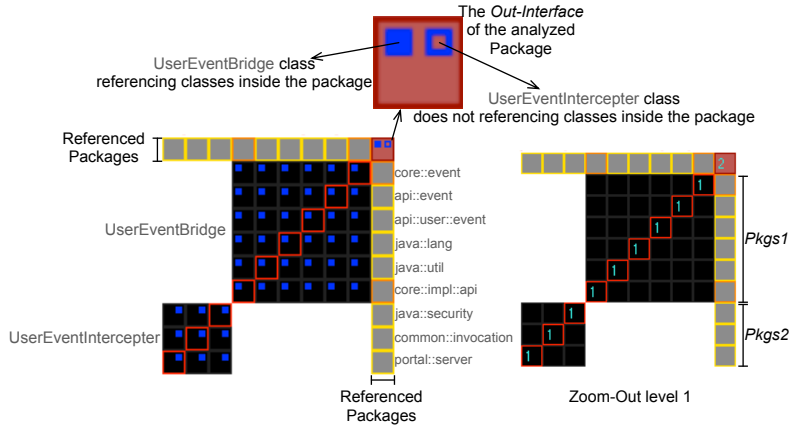 The Out-Interface
of the analyzed
Package
UserEventBridge class
referencing classes inside the package
UserEventIntercepter class
does not referencing classes inside the package
Referenced
Packages
UserEventBridge
UserEventIntercepter
core::event
api::event
api::user::event
java::lang
java::util
core::impl::api
java::security
common::invocation
portal::server
Referenced
Packages
2
1
1
1
1
1
1
1
1
1
Pkgs1
Pkgs2
Zoom-Out level 1